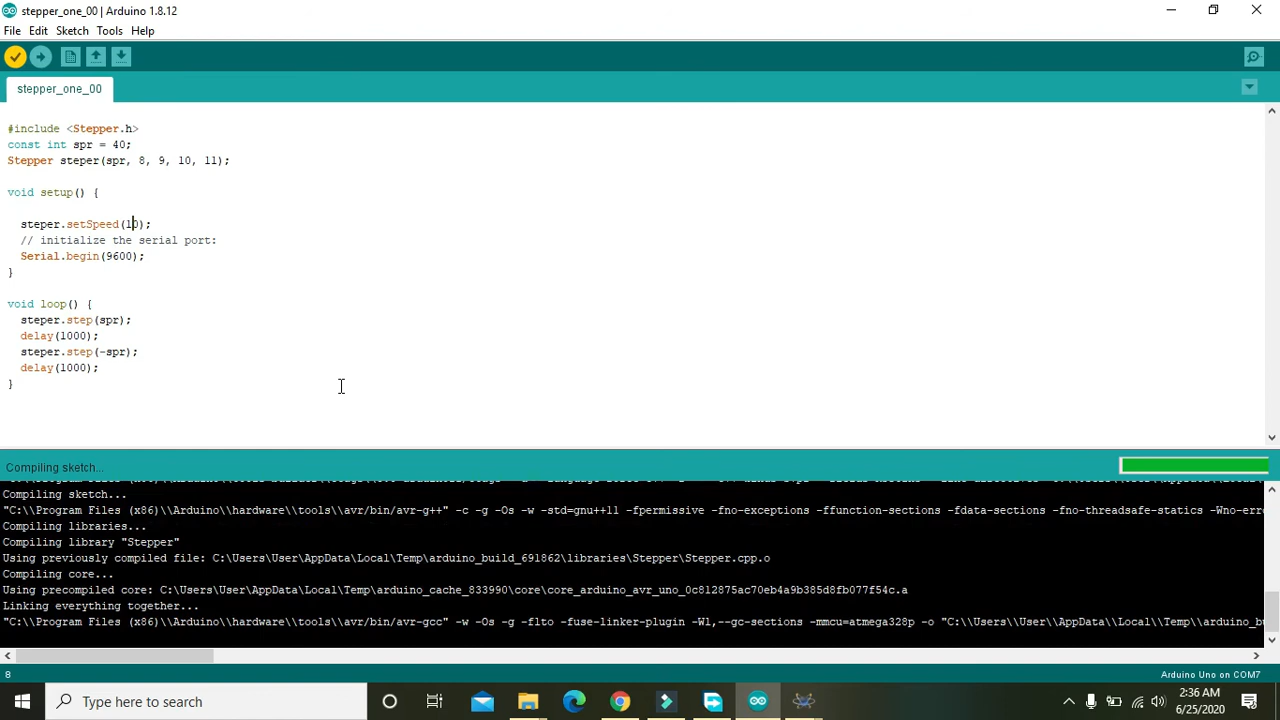 stepper_one_00 | Arduino 1.8.12
File Edit Sketch Tools Help
stepper_one_00
#include <Stepper.h>
const int spr = 40;
Stepper steper(spr, 8, 9, 10, 11);
void setup() {
steper.setSpeed(10);
// initialize the serial port:
Serial.begin(9600);
}
void loop() {
steper.step(spr);
delay(1000);
steper.step(-spr);
delay(1000);
}
Compiling sketch...
Compiling sketch...
"C:\\Program Files (x86)\\Arduino\\hardware\\tools\\avr/bin/avr-g++" -c -g -Os -w -std=gnu++11 -fpermissive -fno-exceptions -ffunction-sections -fdata-sections -fno-threadsafe-statics -Wno-erro
Compiling libraries...
Compiling library "Stepper"
Using previously compiled file: C:\Users\User\AppData\Local\Temp\arduino_build_691862\libraries\Stepper\Stepper.cpp.o
Compiling core...
Using precompiled core: C:\Users\User\AppData\Local\Temp\arduino_cache_833990\core\core_arduino_avr_uno_0c812875ac70eb4a9b385d8fb077f54c.a
Linking everything together...
"C:\\Program Files (x86)\\Arduino\\hardware\\tools\\avr/bin/avr-gcc" -w -Os -g -flto -fuse-linker-plugin -Wl,--gc-sections -mmcu=atmega328p -o "C:\\Users\\User\\AppData\\Local\\Temp\\arduino_bu
8
Arduino Uno on COM7
Type here to search
2:36 AM
6/25/2020